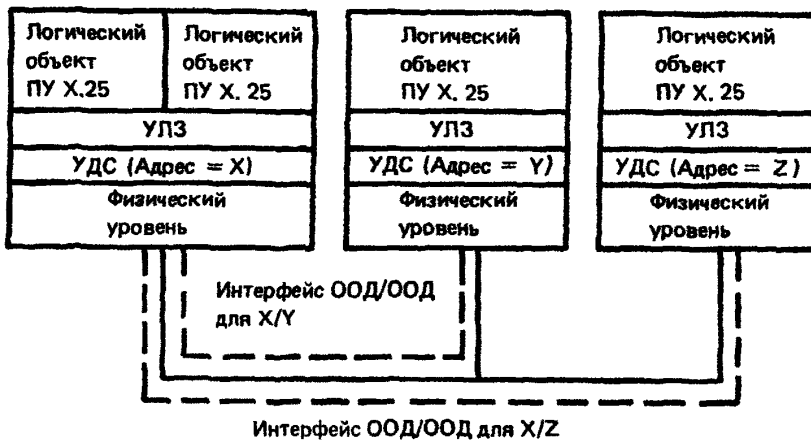 Логический
объект
ПУ X.25
Логический
объект
ПУ X. 25
УЛЗ
УДС (Адрес = X)
Физический
уровень
Логический
объект
ПУ X. 25
УЛЗ
УДС (Адрес = Y)
Физический
уровень
Логический
объект
ПУ X. 25
УЛЗ
УДС (Адрес = Z)
Физический
уровень
Интерфейс ООД/ООД
для X/Y
Интерфейс ООД/ООД для X/Z